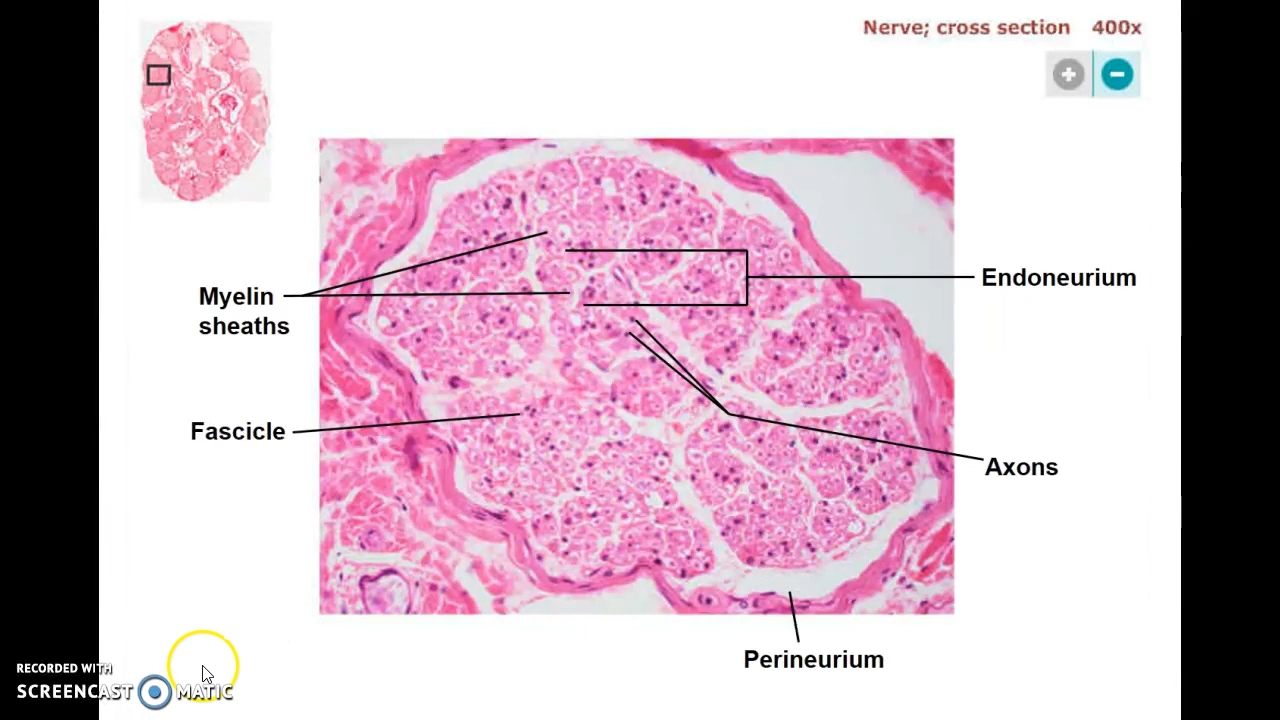 Nerve; cross section 400x
Endoneurium
Myelin
sheaths
Fascicle
Axons
Perineurium
RECORDED WITH
SCREENCAST MATIC